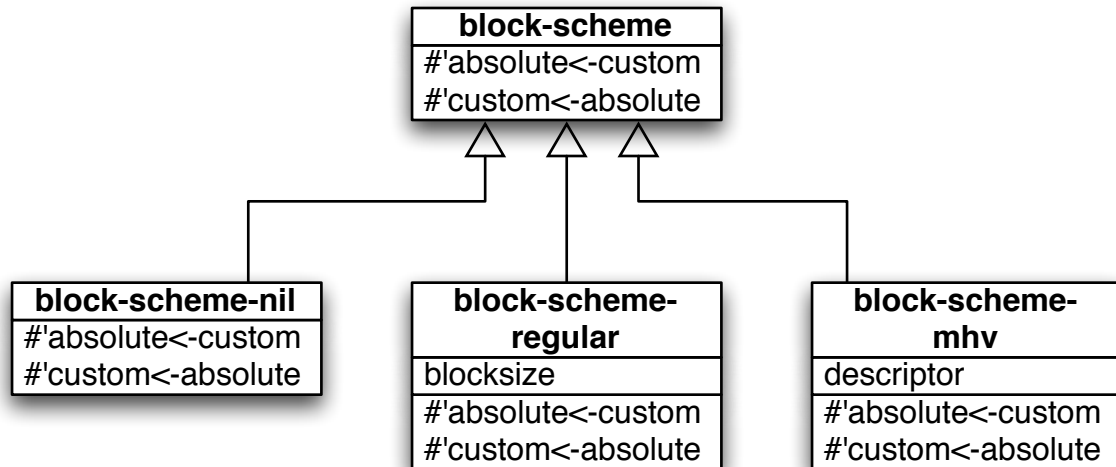 block-scheme
#'absolute<-custom
#'custom<-absolute
block-scheme-nil
#'absolute<-custom
#'custom<-absolute
block-scheme-
regular
blocksize
#'absolute<-custom
#'custom<-absolute
block-scheme-
mhv
descriptor
#'absolute<-custom
#'custom<-absolute